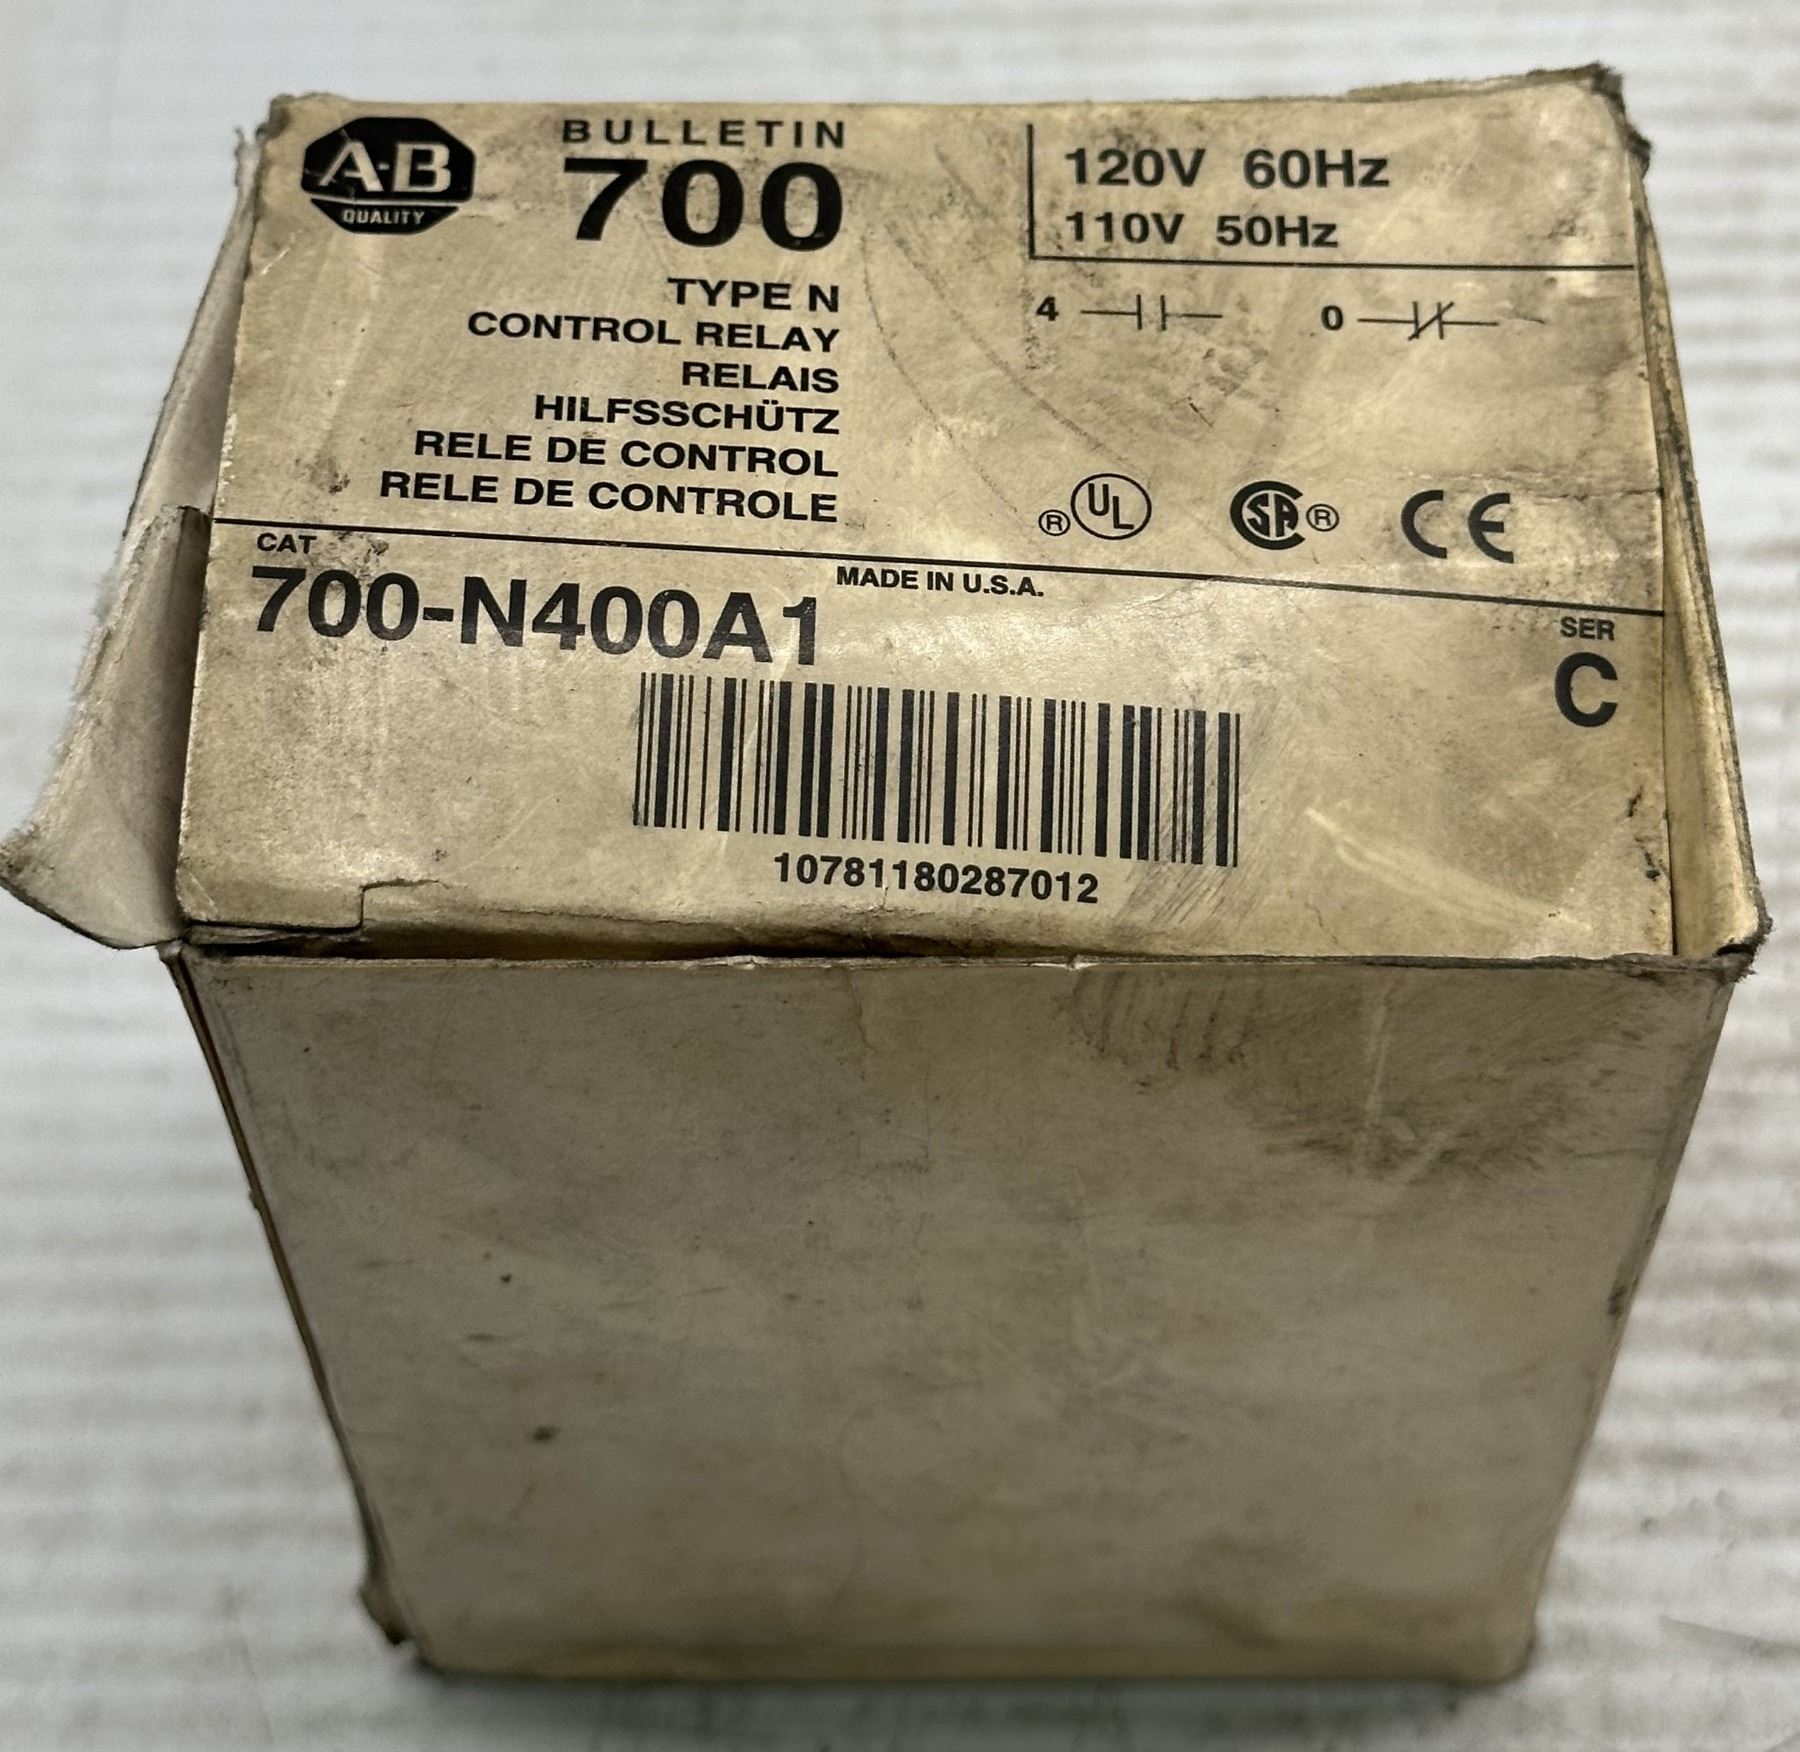 A-B
QUALITY
BULLETIN
700
TYPE N
CONTROL RELAY
RELAIS
HILFSSCHÜTZ
RELE DE CONTROL
RELE DE CONTROLE
120V 60Hz
110V 50Hz
4
0
® UL
SA ®
CE
CAT
700-N400A1
MADE IN U.S.A.
SER
C
10781180287012